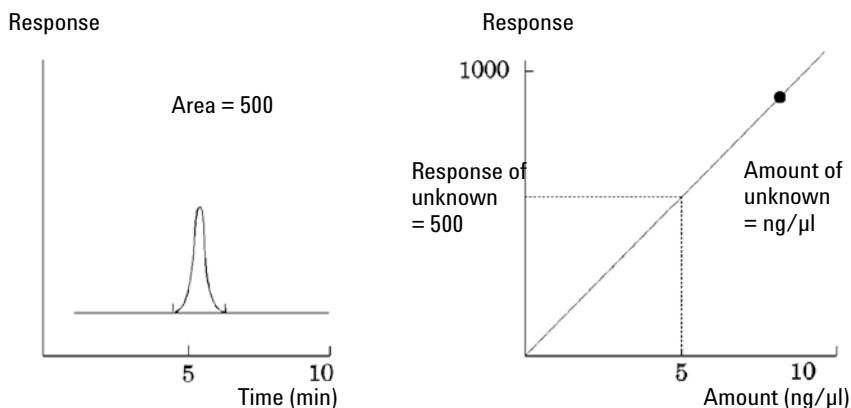 Response
Area = 500
5
10
Time (min)
Response
1000
Response of
unknown
= 500
Amount of
unknown
= ng/µl
5
10
Amount (ng/µl)